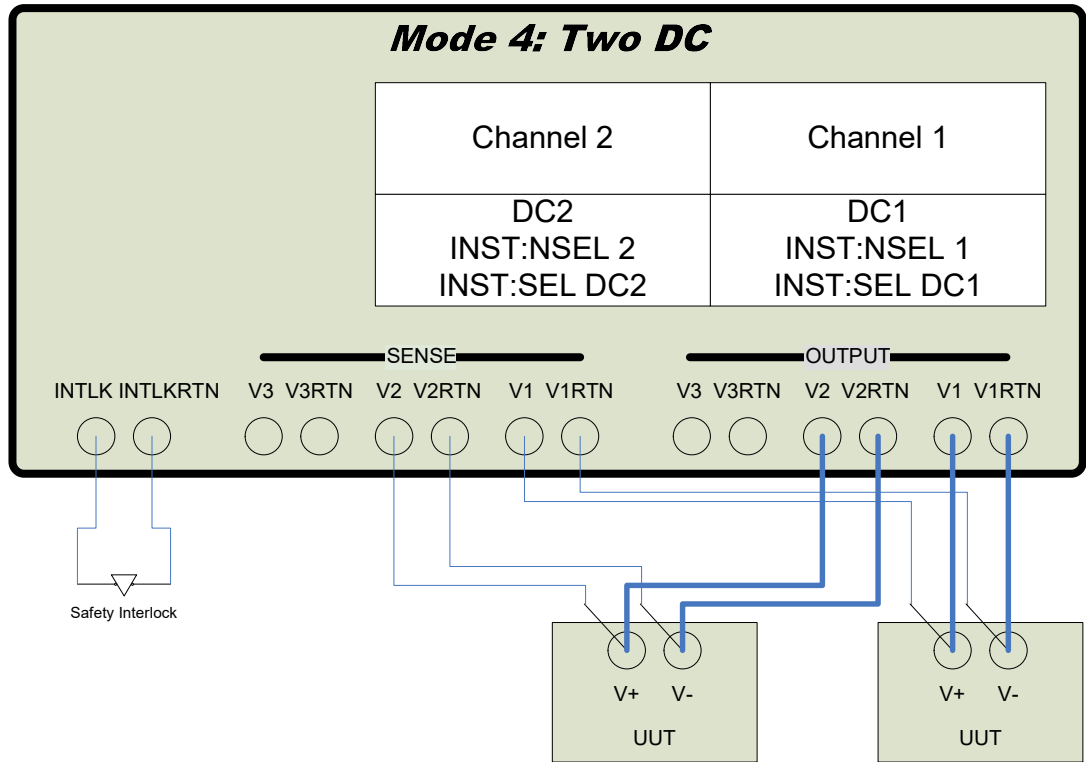 Mode 4: Two DC
Channel 2 Channel 1
DC2 DC1
INST:NSEL 2 INST:NSEL 1
INST:SEL DC2 INST:SEL DC1
SENSE OUTPUT
INTLK INTLKRTN V3 V3RTN V2 V2RTN V1 V1RTN V3 V3RTN V2 V2RTN V1 V1RTN
Safety Interlock
V+ V- V+ V-
UUT UUT